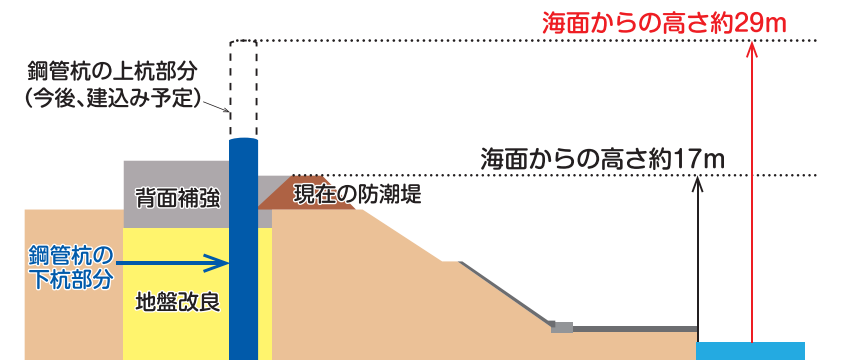 海面からの高さ約29m
鋼管杭の上杭部分
（今後、建込み予定）
海面からの高さ約17m
背面補強
現在の防潮堤
鋼管杭の
下杭部分
地盤改良